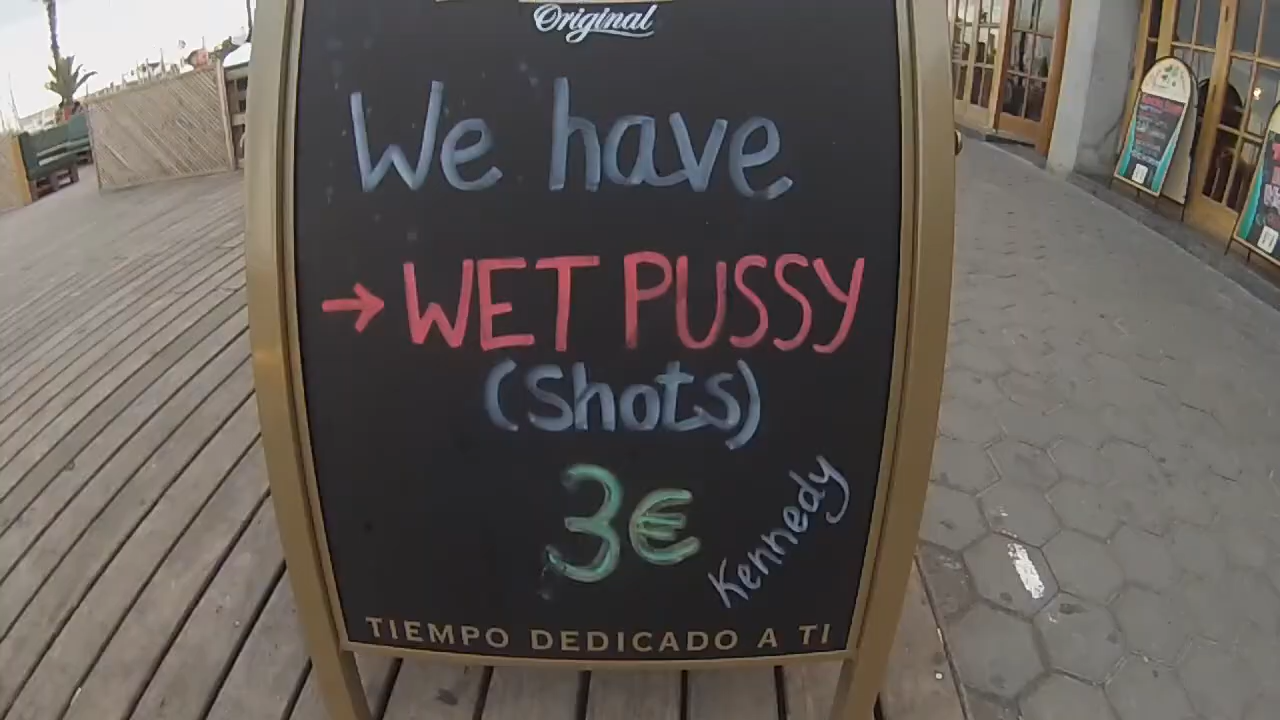 Original
We have
→ WET PUSSY
(Shots)
3€
Kennedy
TIEMPO DEDICADO A TI